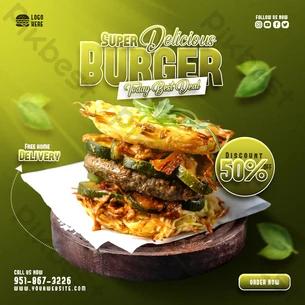 LOGO
HERE
FOLLOW US
SUPER Delicious
BURGER
Today Best Deal
FREE HOME
DELIVERY
DISCOUNT
50%
CALL US NOW
951-867-3226
WWW.YOURWEBSITE.COM
ORDER NOW